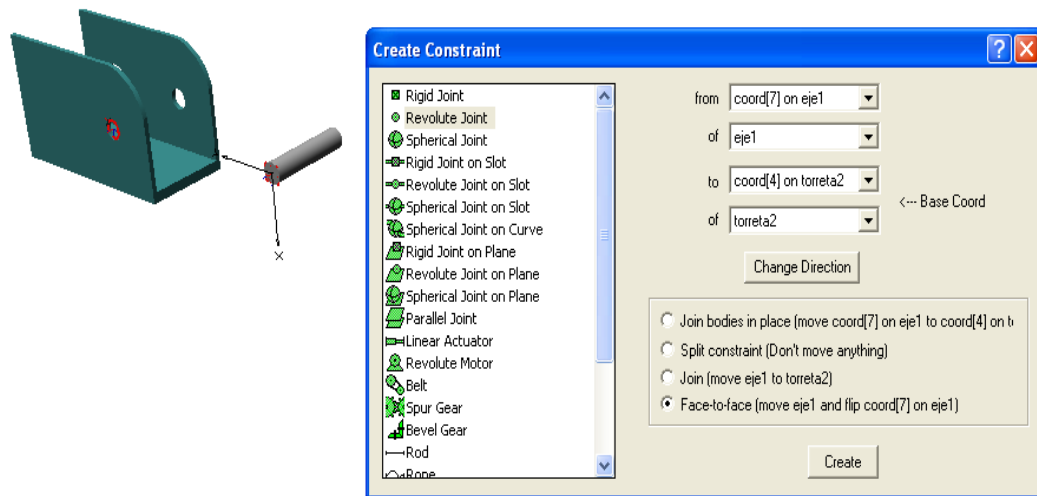 Create Constraint
Rigid Joint
Revolute Joint
Spherical Joint
Rigid Joint on Slot
Revolute Joint on Slot
Spherical Joint on Slot
Spherical Joint on Curve
Rigid Joint on Plane
Revolute Joint on Plane
Spherical Joint on Plane
Parallel Joint
Linear Actuator
Revolute Motor
Belt
Spur Gear
Bevel Gear
Rod
Rope
from coord[7] on eje1
of eje1
to coord[4] on torreta2
<--- Base Coord
of torreta2
Change Direction
Join bodies in place (move coord[7] on eje1 to coord[4] on t
Split constraint (Don't move anything)
Join (move eje1 to torreta2)
Face-to-face (move eje1 and flip coord[7] on eje1)
Create
X